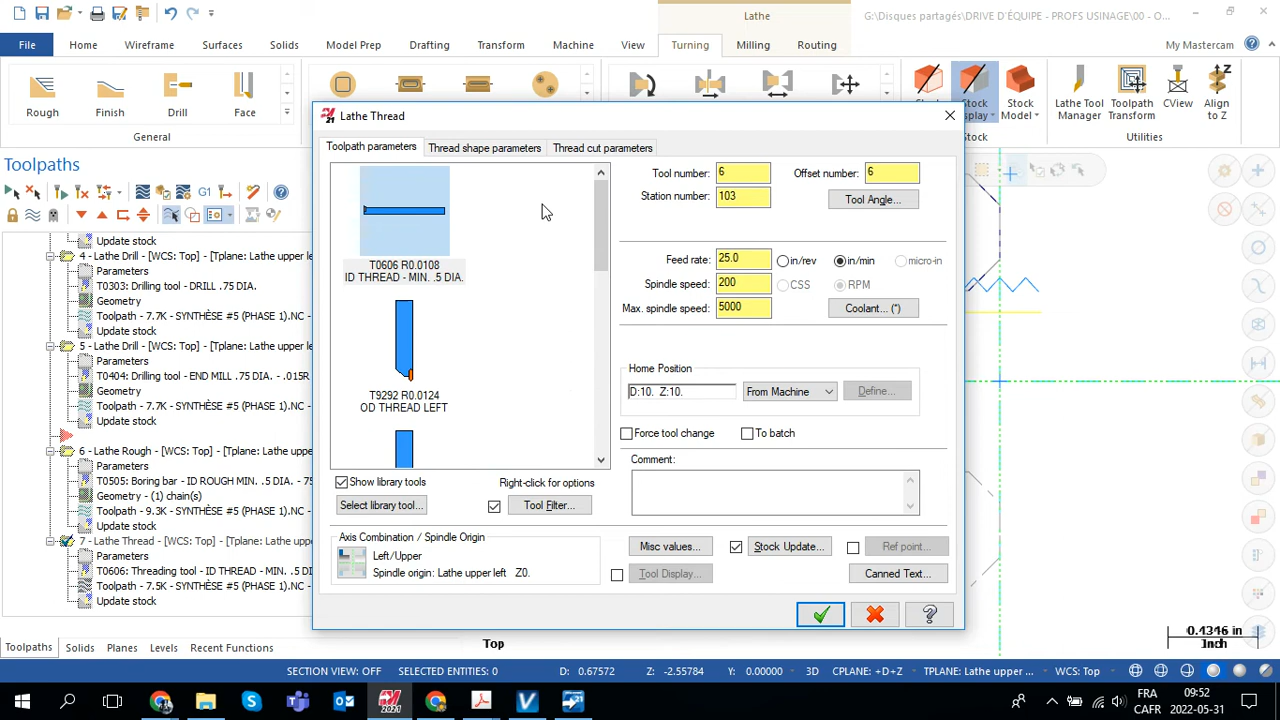 Lathe
G:\Disques partagés\DRIVE D'ÉQUIPE - PROFS USINAGE\00 - O...
File
Home
Wireframe
Surfaces
Solids
Model Prep
Drafting
Transform
Machine
View
Turning
Milling
Routing
My Mastercam
Rough
Finish
Drill
Face
Lathe Tool
Manager
Toolpath
Transform
CView
Align
to Z
Display
Stock
Model
General
Stock
Utilities
Toolpaths
G1
Update stock
4 - Lathe Drill - [WCS: Top] - [Tplane: Lathe upper l
Parameters
T0303: Drilling tool - DRILL .75 DIA.
Geometry
Toolpath - 7.7K - SYNTHÈSE #5 (PHASE 1).NC -
Update stock
5 - Lathe Drill - [WCS: Top] - [Tplane: Lathe upper l
Parameters
T0404: Drilling tool - END MILL .75 DIA. - .015R
Geometry
Toolpath - 7.7K - SYNTHÈSE #5 (PHASE 1).NC -
Update stock
6 - Lathe Rough - [WCS: Top] - [Tplane: Lathe upper
Parameters
T0505: Boring bar - ID ROUGH MIN. .5 DIA. - 75
Geometry - (1) chain(s)
Toolpath - 9.3K - SYNTHÈSE #5 (PHASE 1).NC -
Update stock
7 - Lathe Thread - [WCS: Top] - [Tplane: Lathe uppe
Parameters
T0606: Threading tool - ID THREAD - MIN. .5 D
Toolpath - 7.5K - SYNTHÈSE #5 (PHASE 1).NC -
Update stock
Toolpaths
Solids
Planes
Levels
Recent Functions
21
Lathe Thread
Toolpath parameters
Thread shape parameters
Thread cut parameters
T0606 R0.0108
ID THREAD - MIN. .5 DIA.
T9292 R0.0124
OD THREAD LEFT
Show library tools
Right-click for options
Select library tool...
Tool Filter...
Axis Combination / Spindle Origin
Left/Upper
Spindle origin: Lathe upper left Z0.
Tool number: 6
Offset number: 6
Station number: 103
Tool Angle...
Feed rate: 25.0
in/rev
in/min
micro-in
Spindle speed: 200
CSS
RPM
Max. spindle speed: 5000
Coolant... (*)
Home Position
D:10. Z:10.
From Machine
Define...
Force tool change
To batch
Comment:
Misc values...
Stock Update...
Ref point...
Tool Display...
Canned Text...
Top
0.4346 in
Inch
SECTION VIEW: OFF
SELECTED ENTITIES: 0
D: 0.67572
Z: -2.55784
Y: 0.00000
3D
CPLANE: +D+Z
TPLANE: Lathe upper ...
WCS: Top
2021
21
FRA
CAFR
09:52
2022-05-31